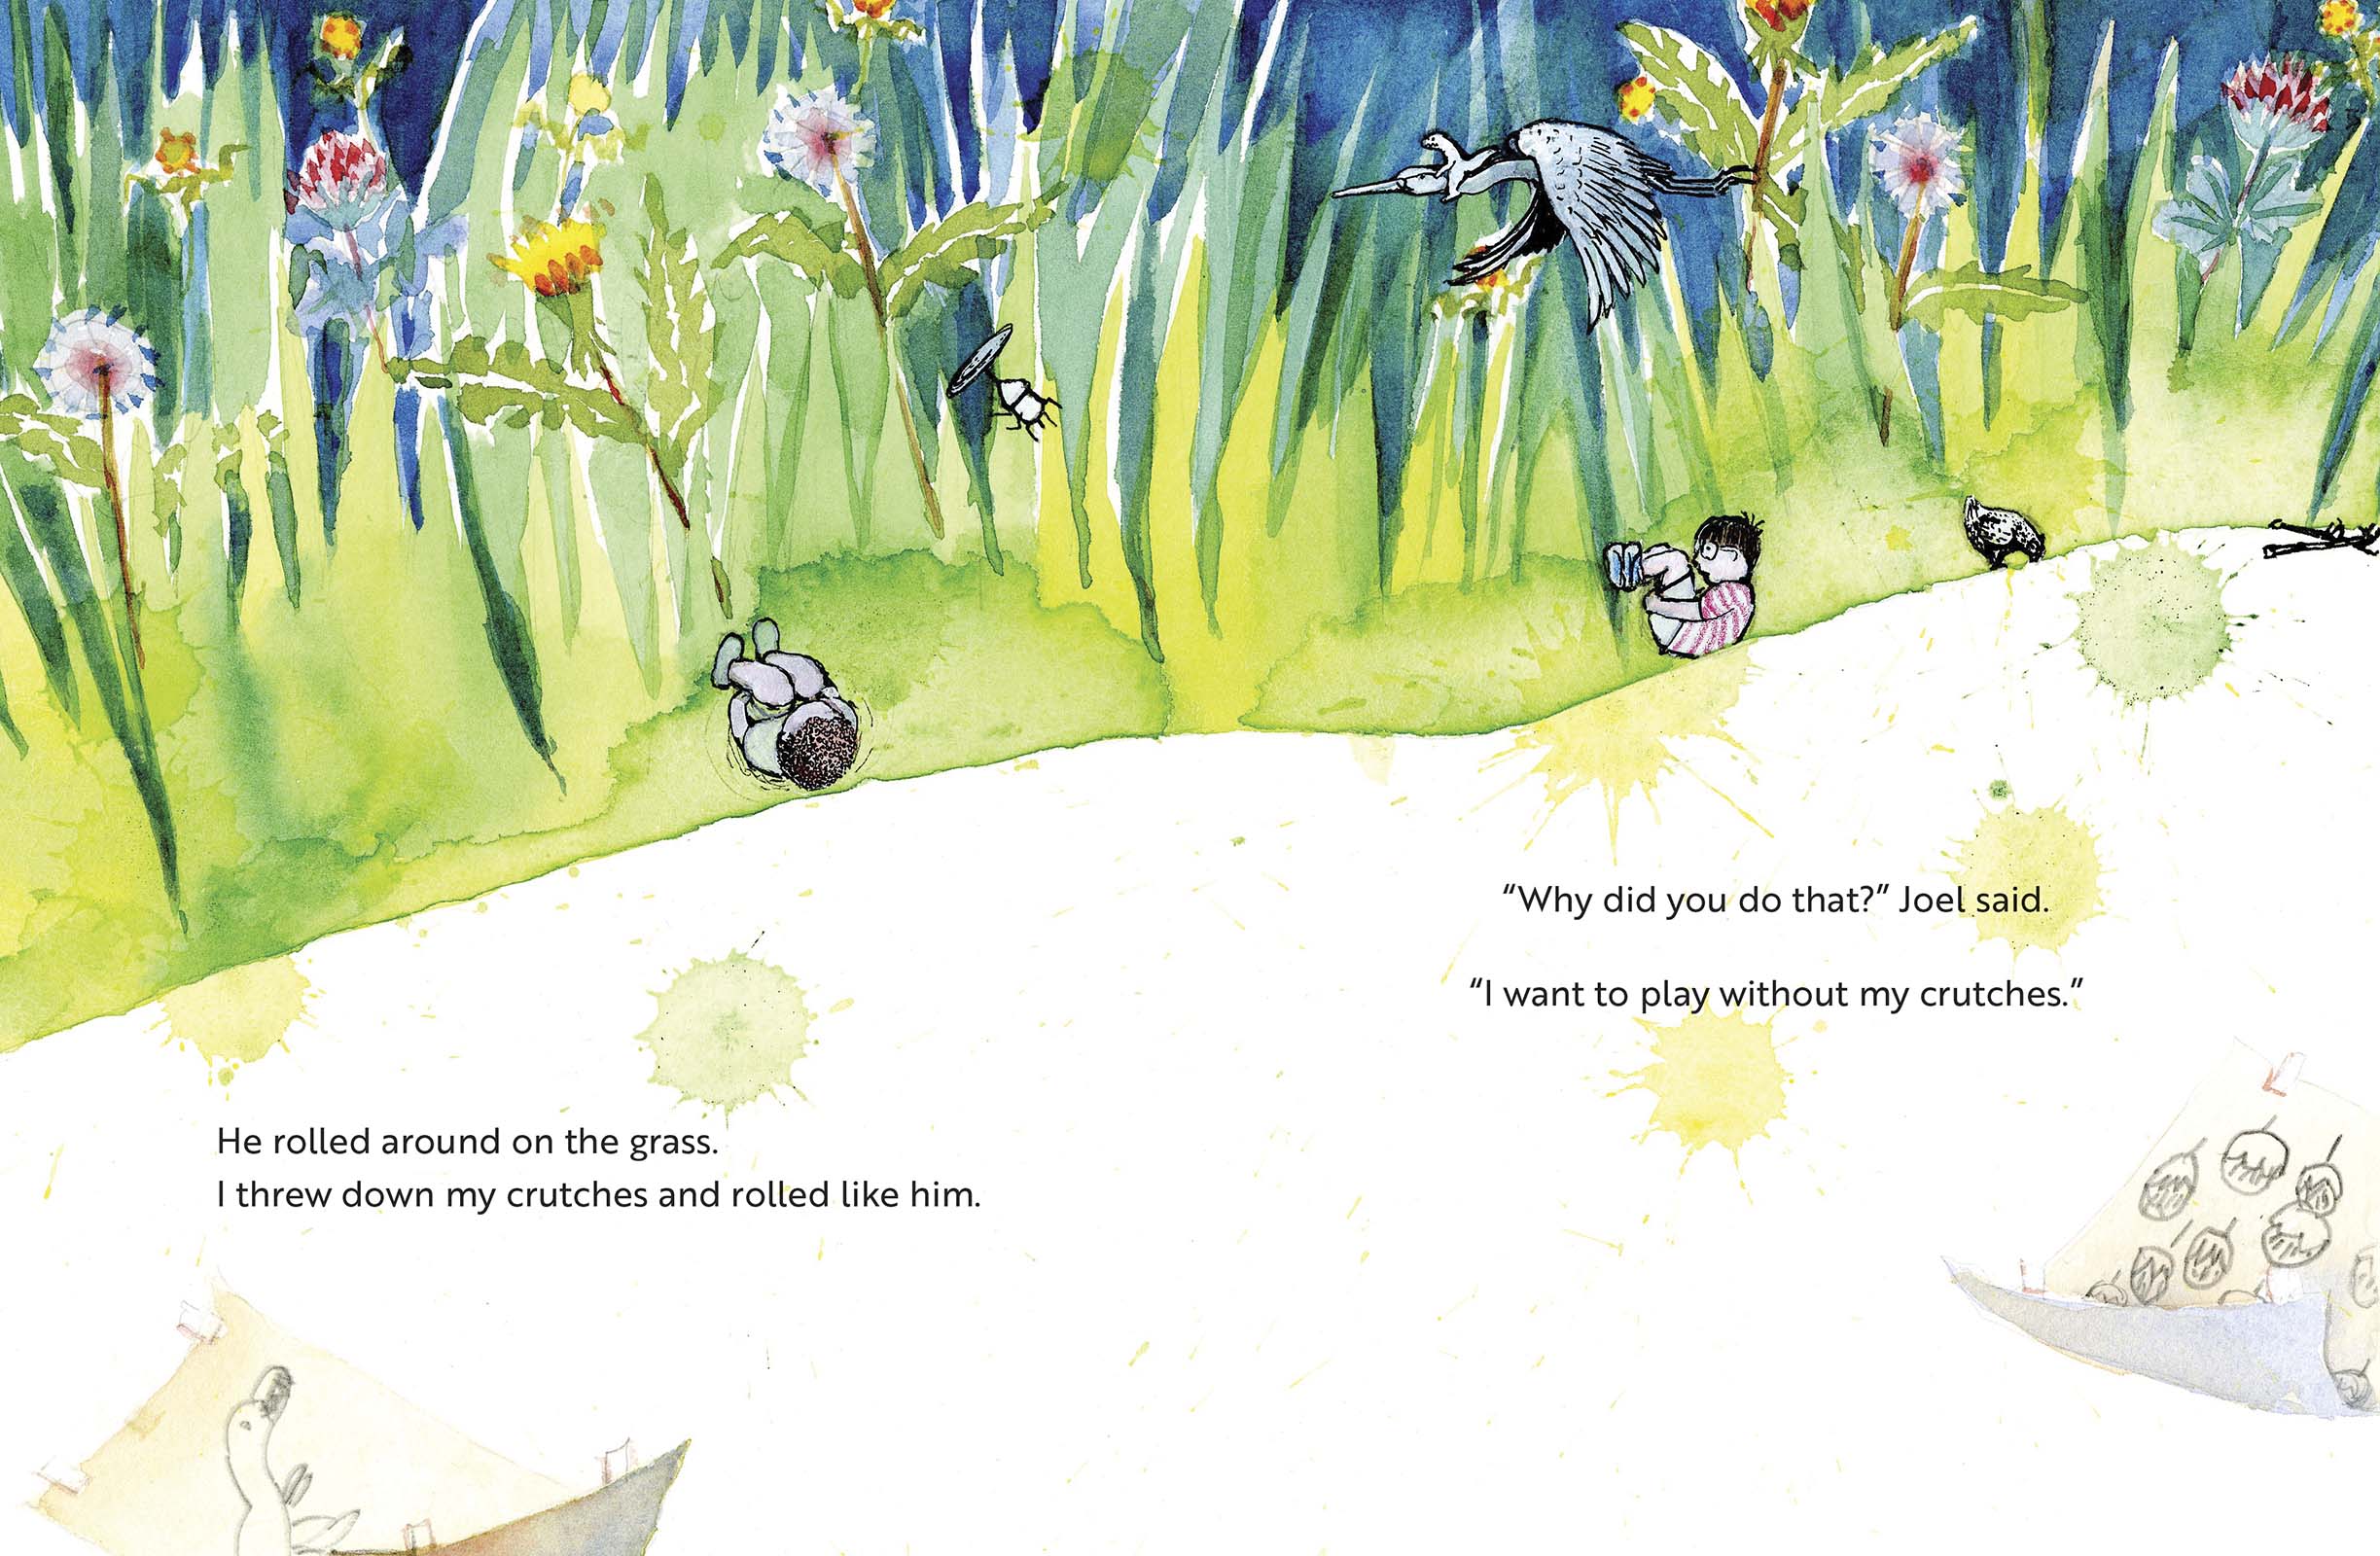 He rolled around on the grass.
I threw down my crutches and rolled like him.
“Why did you do that?” Joel said.
“I want to play without my crutches.”